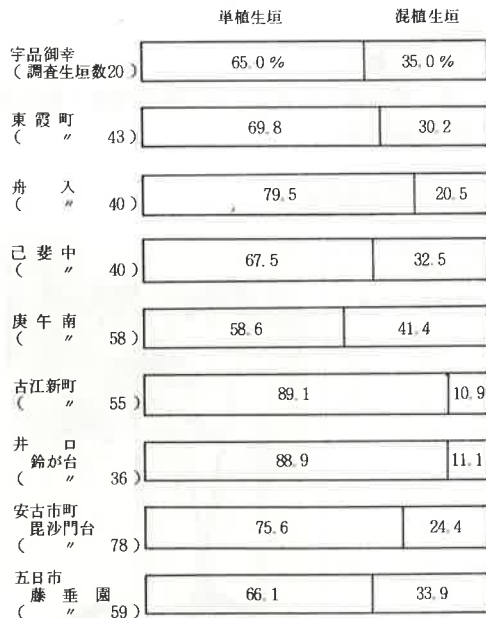 単植生垣 混植生垣
宇品御幸
(調査生垣数20) 65.0% 35.0%
東霞町
( 〃 43) 69.8 30.2
舟入
( 〃 40) 79.5 20.5
己斐中
( 〃 40) 67.5 32.5
庚午南
( 〃 58) 58.6 41.4
古江新町
( 〃 55) 89.1 10.9
井口
鈴が台
( 〃 36) 88.9 11.1
安古市町
毘沙門台
( 〃 78) 75.6 24.4
五日市
藤垂園
( 〃 59) 66.1 33.9